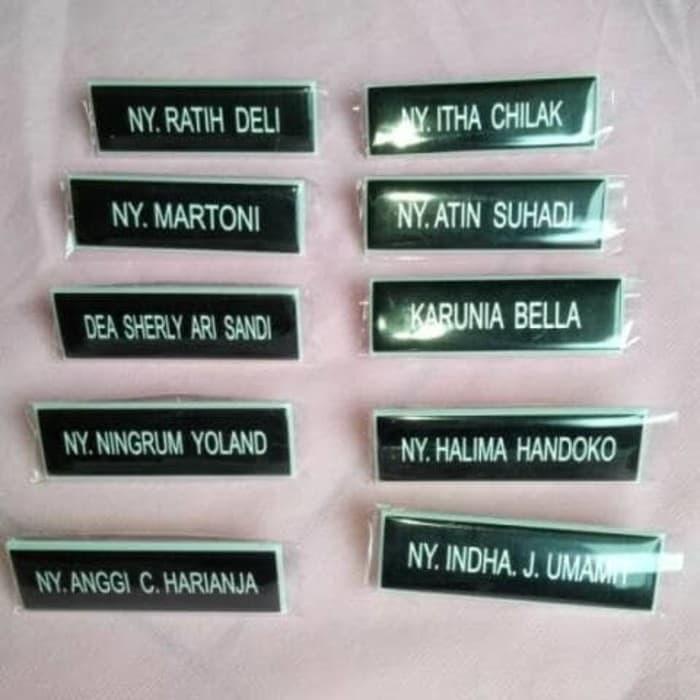 NY. RATIH DELI
NY. ITHA CHILAK
NY. MARTONI
NY. ATIN SUHADI
DEA SHERLY ARI SANDI
KARUNIA BELLA
NY. NINGRUM YOLAND
NY. HALIMA HANDOKO
NY. ANGGI C. HARIANJA
NY. INDHA. J.